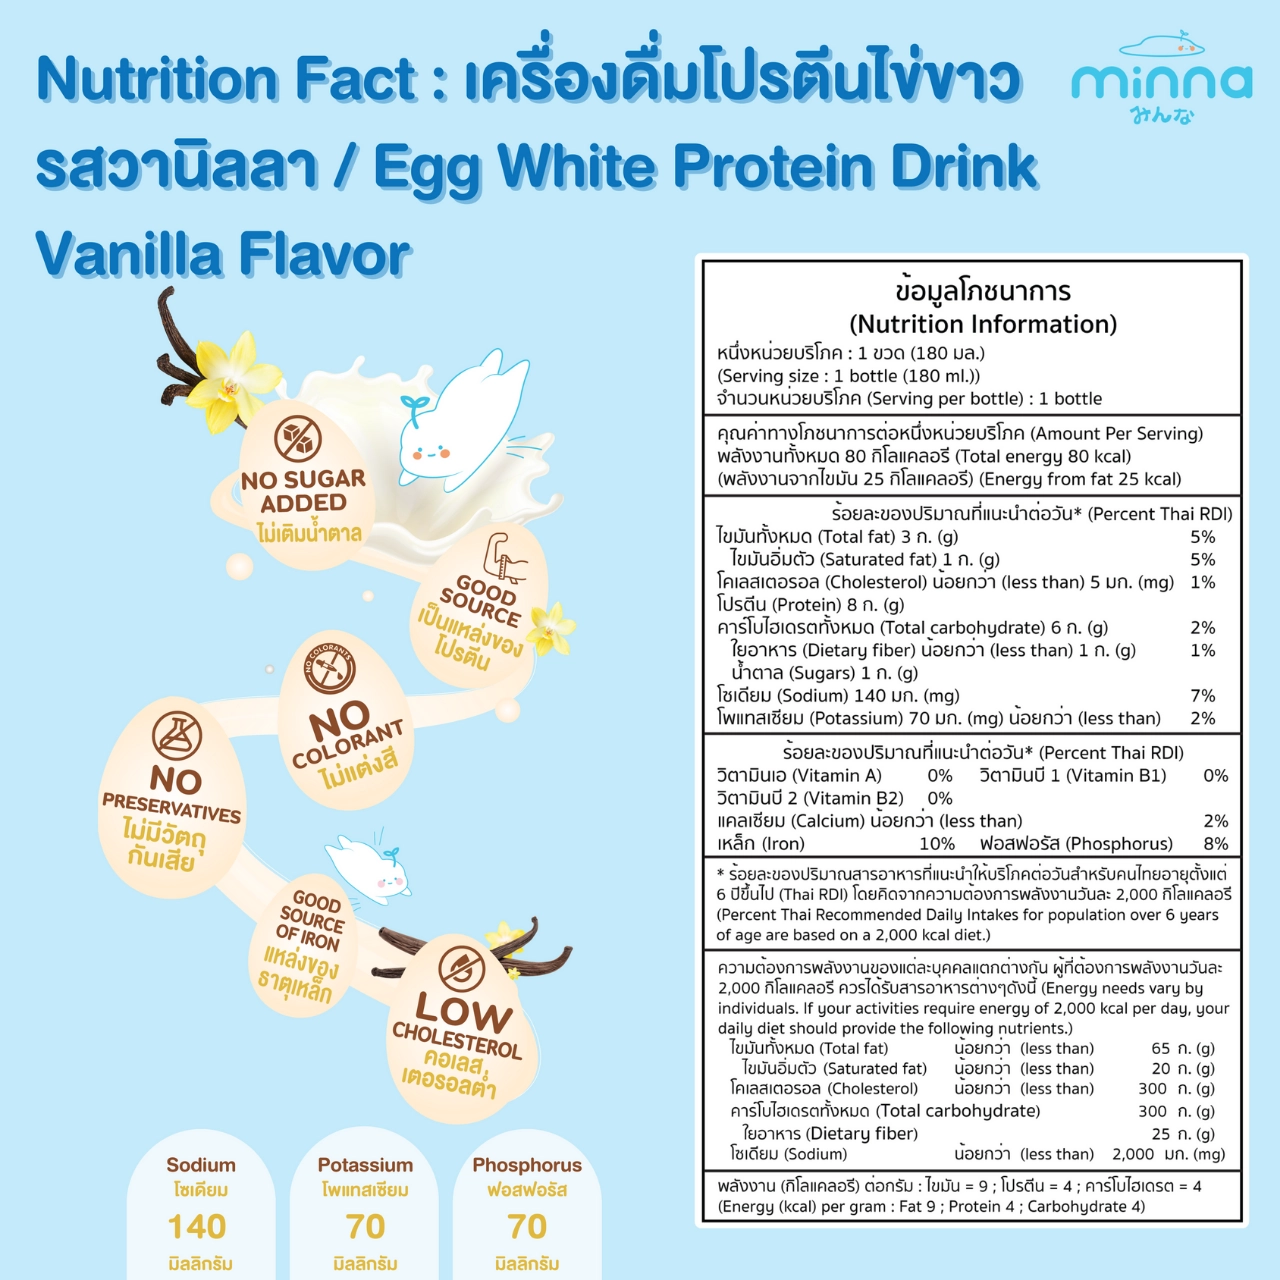 Nutrition Fact : เครื่องดื่มโปรตีนไข่ขาว
รสวานิลลา / Egg White Protein Drink
Vanilla Flavor
minna
みんな
NO SUGAR
ADDED
ไม่เติมน้ำตาล
GOOD
SOURCE
เป็นแหล่งของ
โปรตีน
NO COLORANTS
NO
COLORANT
ไม่แต่งสี
NO
PRESERVATIVES
ไม่มีวัตถุ
กันเสีย
GOOD
SOURCE
OF IRON
แหล่งของ
ธาตุเหล็ก
LOW
CHOLESTEROL
คอเลส
เตอรอลต่ำ
Sodium
โซเดียม
140
มิลลิกรัม
Potassium
โพแทสเซียม
70
มิลลิกรัม
Phosphorus
ฟอสฟอรัส
70
มิลลิกรัม
ข้อมูลโภชนาการ
(Nutrition Information)
หนึ่งหน่วยบริโภค : 1 ขวด (180 มล.)
(Serving size : 1 bottle (180 ml.))
จำนวนหน่วยบริโภค (Serving per bottle) : 1 bottle
คุณค่าทางโภชนาการต่อหนึ่งหน่วยบริโภค (Amount Per Serving)
พลังงานทั้งหมด 80 กิโลแคลอรี (Total energy 80 kcal)
(พลังงานจากไขมัน 25 กิโลแคลอรี) (Energy from fat 25 kcal)
ร้อยละของปริมาณที่แนะนำต่อวัน* (Percent Thai RDI)
ไขมันทั้งหมด (Total fat) 3 ก. (g) 5%
ไขมันอิ่มตัว (Saturated fat) 1 ก. (g) 5%
โคเลสเตอรอล (Cholesterol) น้อยกว่า (less than) 5 มก. (mg) 1%
โปรตีน (Protein) 8 ก. (g)
คาร์โบไฮเดรตทั้งหมด (Total carbohydrate) 6 ก. (g) 2%
ใยอาหาร (Dietary fiber) น้อยกว่า (less than) 1 ก. (g) 1%
น้ำตาล (Sugars) 1 ก. (g)
โซเดียม (Sodium) 140 มก. (mg) 7%
โพแทสเซียม (Potassium) 70 มก. (mg) น้อยกว่า (less than) 2%
ร้อยละของปริมาณที่แนะนำต่อวัน* (Percent Thai RDI)
วิตามินเอ (Vitamin A) 0% วิตามินบี 1 (Vitamin B1) 0%
วิตามินบี 2 (Vitamin B2) 0%
แคลเซียม (Calcium) น้อยกว่า (less than) 2%
เหล็ก (Iron) 10% ฟอสฟอรัส (Phosphorus) 8%
* ร้อยละของปริมาณสารอาหารที่แนะนำให้บริโภคต่อวันสำหรับคนไทยอายุตั้งแต่
6 ปีขึ้นไป (Thai RDI) โดยคิดจากความต้องการพลังงานวันละ 2,000 กิโลแคลอรี
(Percent Thai Recommended Daily Intakes for population over 6 years
of age are based on a 2,000 kcal diet.)
ความต้องการพลังงานของแต่ละบุคคลแตกต่างกัน ผู้ที่ต้องการพลังงานวันละ
2,000 กิโลแคลอรี ควรได้รับสารอาหารต่างๆดังนี้ (Energy needs vary by
individuals. If your activities require energy of 2,000 kcal per day, your
daily diet should provide the following nutrients.)
ไขมันทั้งหมด (Total fat) น้อยกว่า (less than) 65 ก. (g)
ไขมันอิ่มตัว (Saturated fat) น้อยกว่า (less than) 20 ก. (g)
โคเลสเตอรอล (Cholesterol) น้อยกว่า (less than) 300 ก. (g)
คาร์โบไฮเดรตทั้งหมด (Total carbohydrate) 300 ก. (g)
ใยอาหาร (Dietary fiber) 25 ก. (g)
โซเดียม (Sodium) น้อยกว่า (less than) 2,000 มก. (mg)
พลังงาน (กิโลแคลอรี) ต่อกรัม : ไขมัน = 9 ; โปรตีน = 4 ; คาร์โบไฮเดรต = 4
(Energy (kcal) per gram : Fat 9 ; Protein 4 ; Carbohydrate 4)